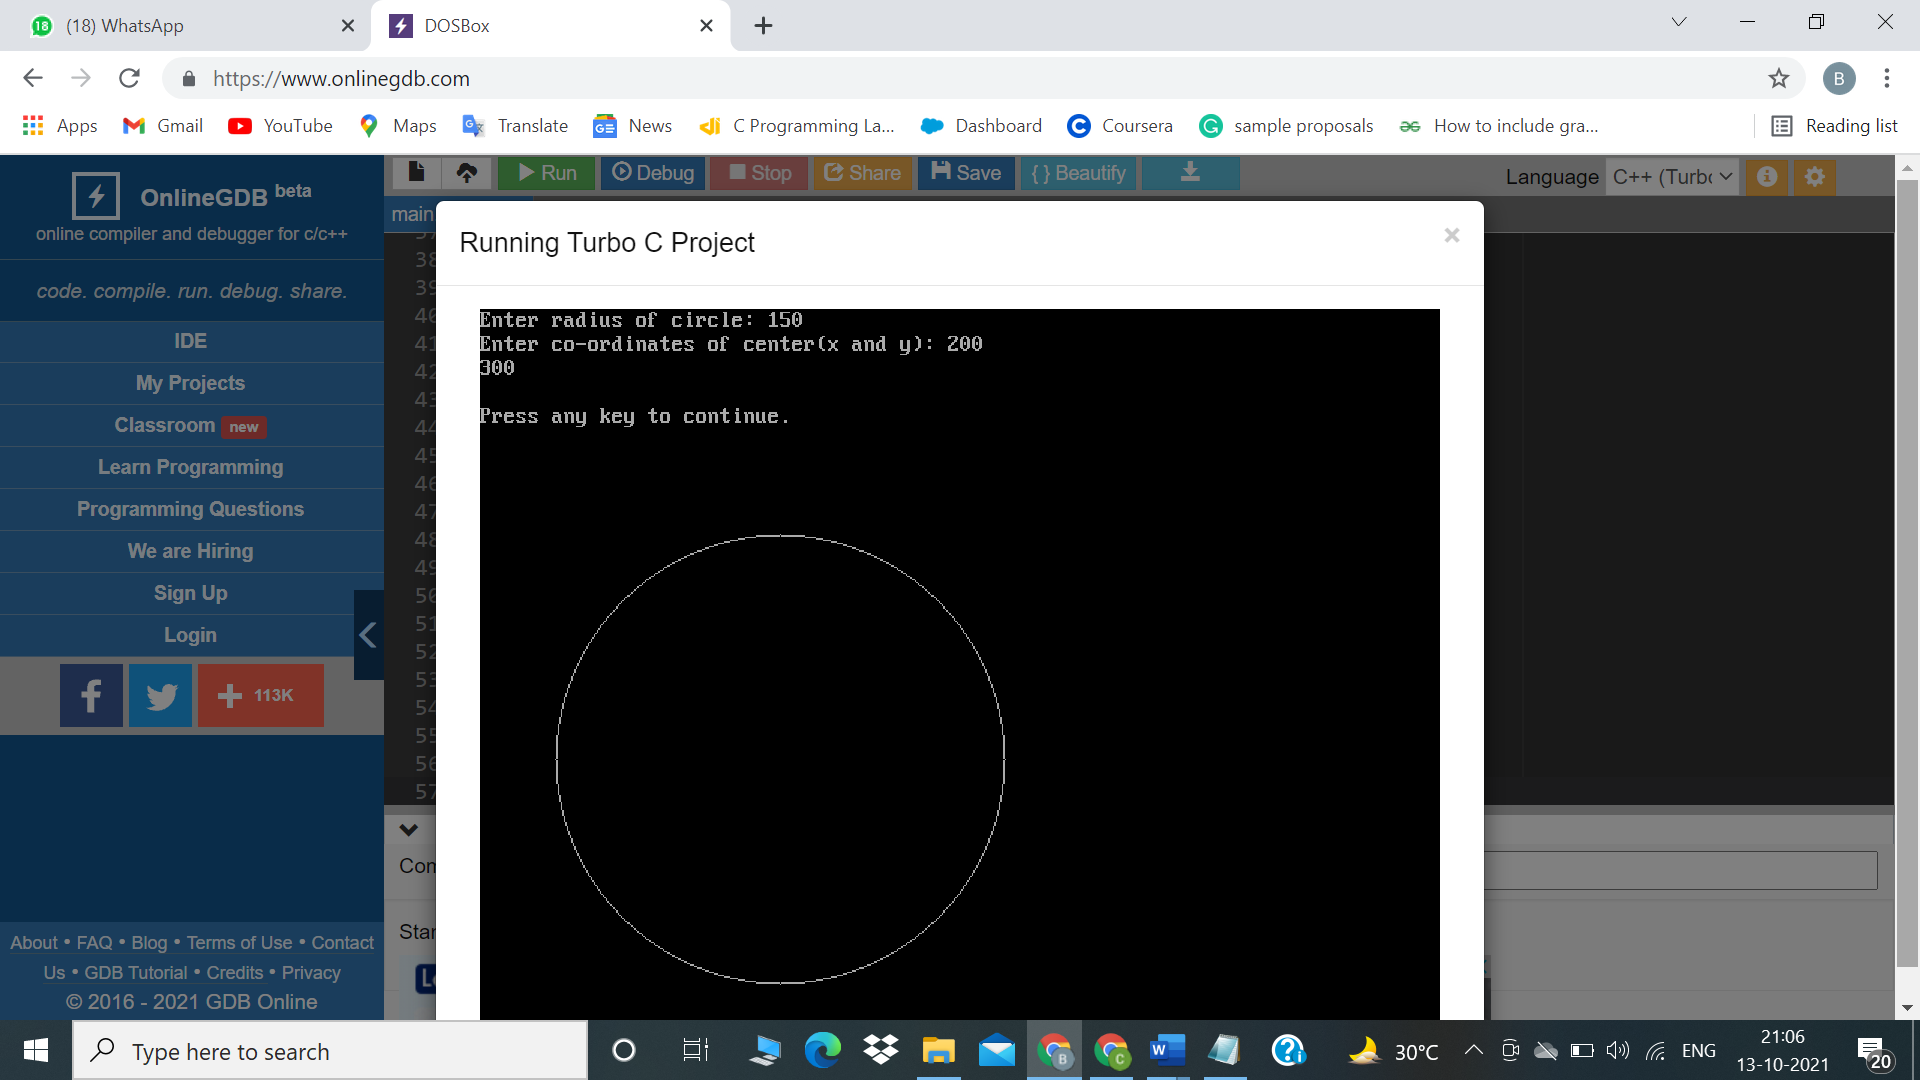 (18) WhatsApp
DOSBox
https://www.onlinegdb.com
B
Apps
Gmail
YouTube
Maps
Translate
News
C Programming La...
Dashboard
Coursera
sample proposals
How to include gra...
Reading list
OnlineGDB beta
online compiler and debugger for c/c++
code. compile. run. debug. share.
IDE
My Projects
Classroom new
Learn Programming
Programming Questions
We are Hiring
Sign Up
Login
113K
About • FAQ • Blog • Terms of Use • Contact
Us • GDB Tutorial • Credits • Privacy
© 2016 - 2021 GDB Online
Run
Debug
Stop
Share
Save
{ } Beautify
Language C++ (Turbo
main
Running Turbo C Project
Enter radius of circle: 150
Enter co-ordinates of center(x and y): 200
300
Press any key to continue.
Type here to search
30°C
ENG
21:06
13-10-2021
20